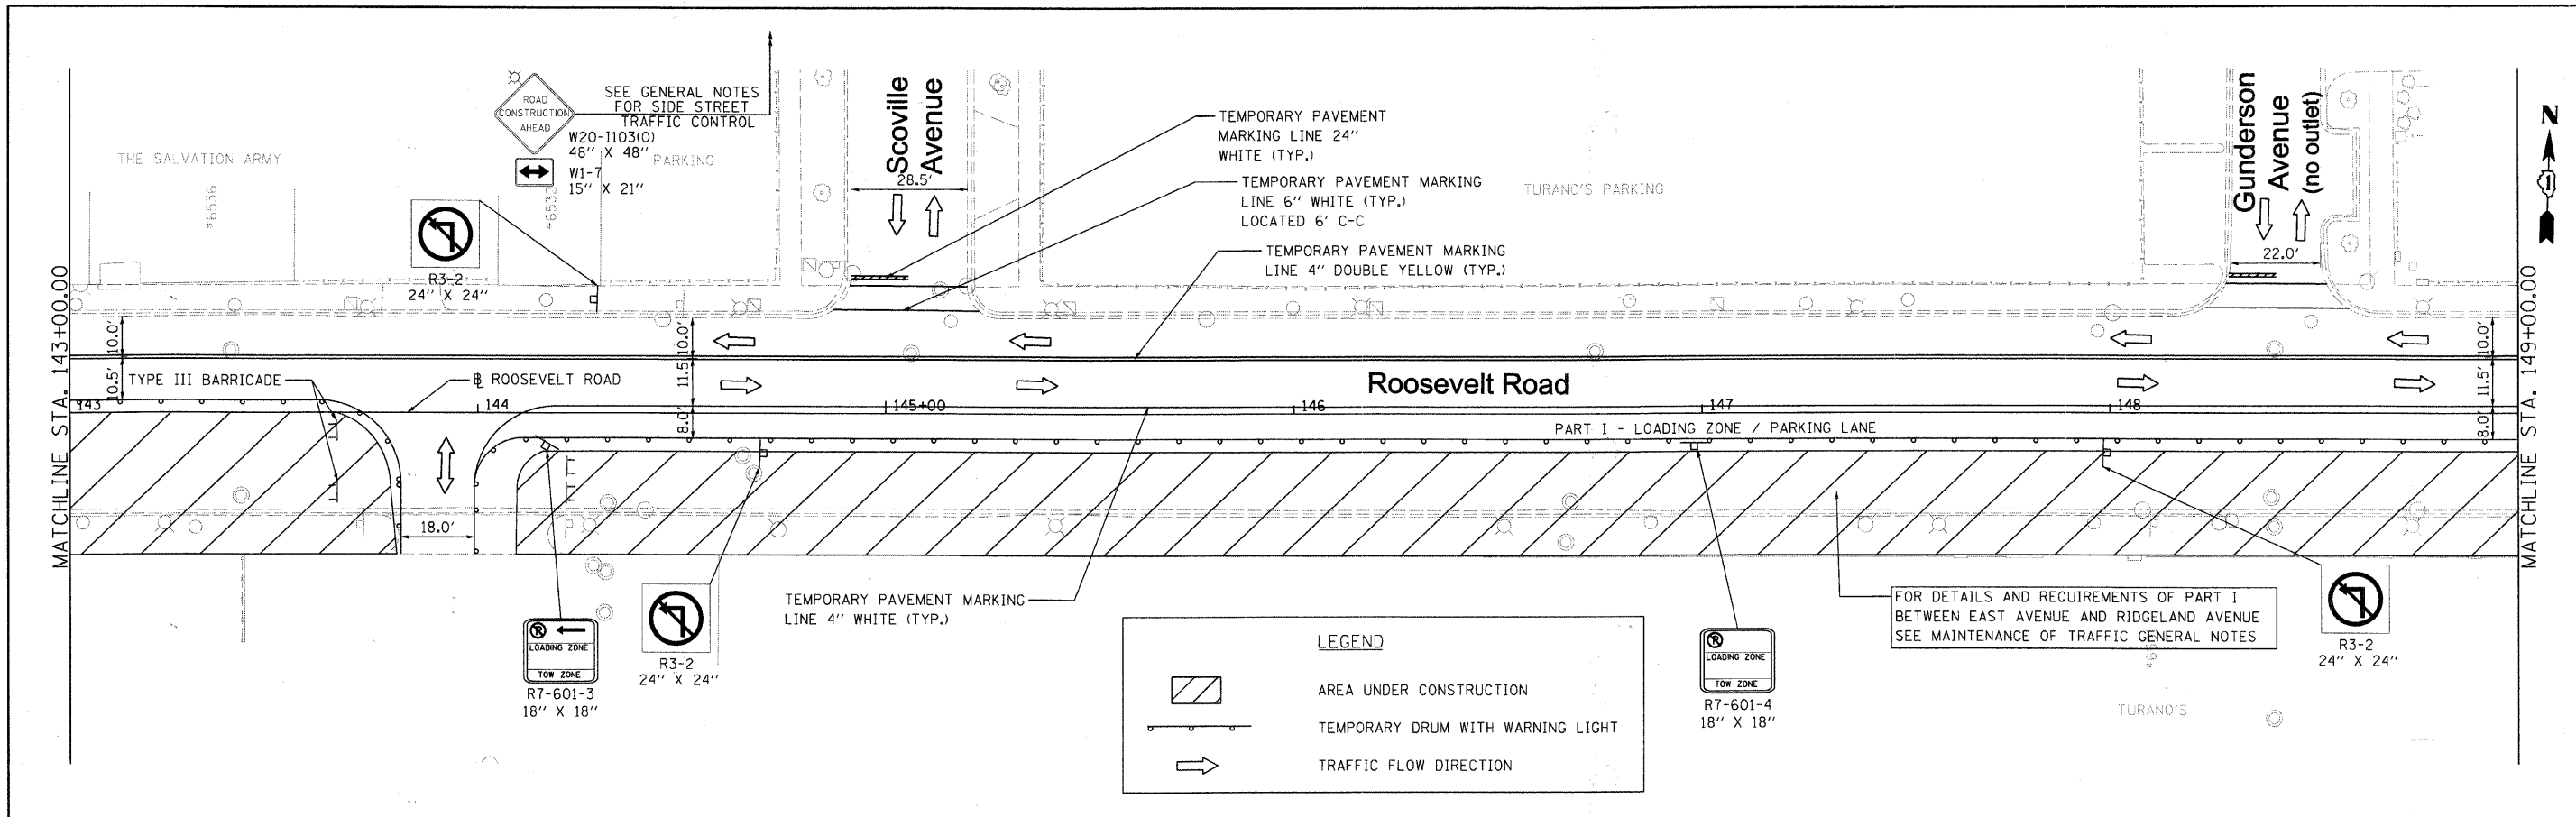 ROAD
CONSTRUCTION
AHEAD
W20-I103(O)
48" X 48"
W1-7
15" X 21"
SEE GENERAL NOTES
FOR SIDE STREET
TRAFFIC CONTROL
THE SALVATION ARMY
#6536
#6532
PARKING
R3-2
24" X 24"
Scoville
Avenue
28.5'
TEMPORARY PAVEMENT
MARKING LINE 24"
WHITE (TYP.)
TEMPORARY PAVEMENT MARKING
LINE 6" WHITE (TYP.)
LOCATED 6' C-C
TEMPORARY PAVEMENT MARKING
LINE 4" DOUBLE YELLOW (TYP.)
TURANO'S PARKING
Gunderson
Avenue
(no outlet)
22.0'
N
1
MATCHLINE STA. 143+00.00
10.0'
10.5'
TYPE III BARRICADE
℄ ROOSEVELT ROAD
10.0'
11.5'
8.0'
Roosevelt Road
143
144
145+00
146
147
148
PART I - LOADING ZONE / PARKING LANE
10.0'
11.5'
8.0'
MATCHLINE STA. 149+00.00
18.0'
LOADING ZONE
TOW ZONE
R7-601-3
18" X 18"
R3-2
24" X 24"
TEMPORARY PAVEMENT MARKING
LINE 4" WHITE (TYP.)
LEGEND
AREA UNDER CONSTRUCTION
TEMPORARY DRUM WITH WARNING LIGHT
TRAFFIC FLOW DIRECTION
LOADING ZONE
TOW ZONE
R7-601-4
18" X 18"
FOR DETAILS AND REQUIREMENTS OF PART I
BETWEEN EAST AVENUE AND RIDGELAND AVENUE
SEE MAINTENANCE OF TRAFFIC GENERAL NOTES
R3-2
24" X 24"
TURANO'S